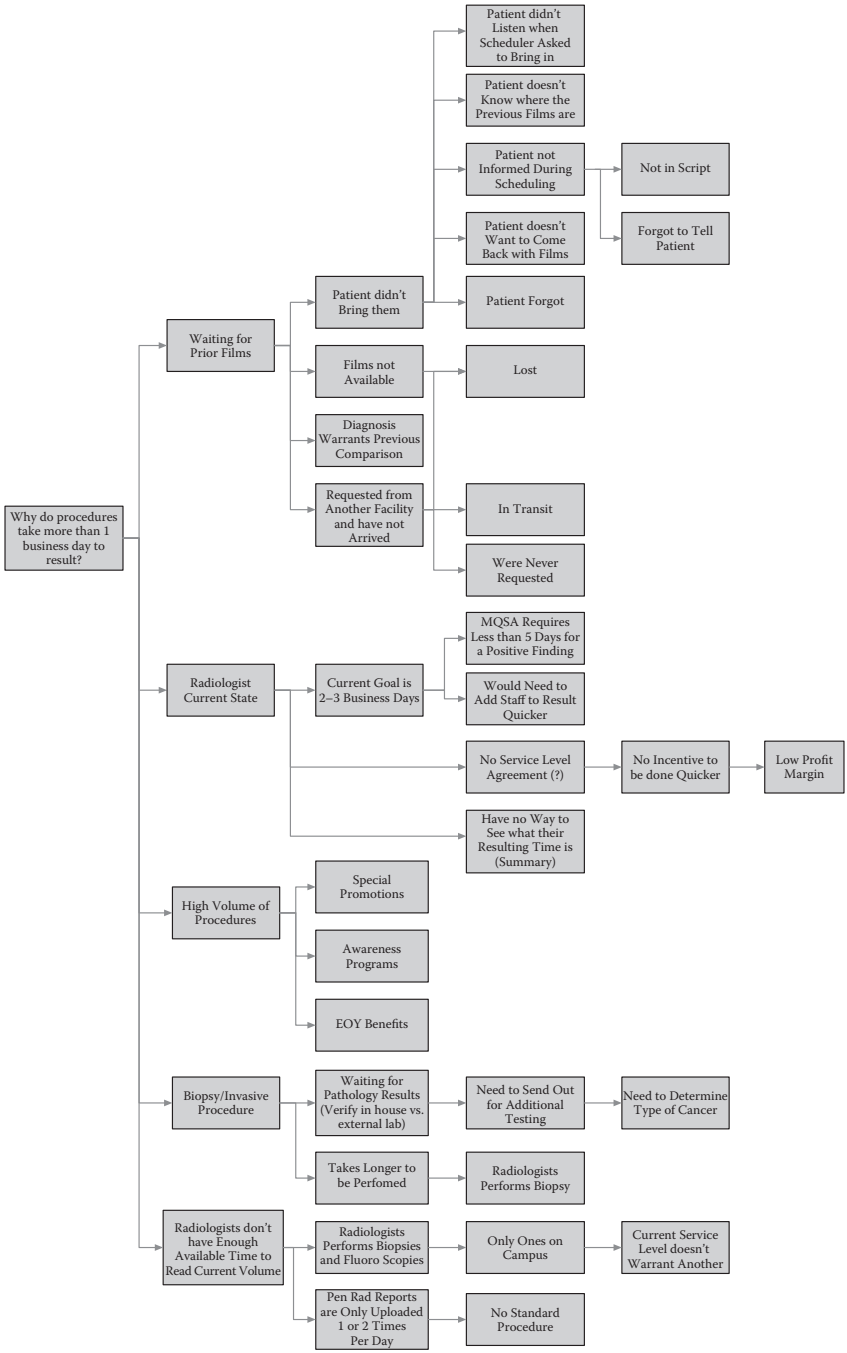 Patient didn't
Listen when
Scheduler Asked
to Bring in
Patient doesn't
Know where the
Previous Films are
Patient not
Informed During
Scheduling
Not in Script
Patient doesn't
Want to Come
Back with Films
Forgot to Tell
Patient
Patient didn't
Bring them
Patient Forgot
Waiting for
Prior Films
Films not
Available
Lost
Diagnosis
Warrants Previous
Comparison
Requested from
Another Facility
and have not
Arrived
In Transit
Why do procedures
take more than 1
business day to
result?
Were Never
Requested
MQSA Requires
Less than 5 Days for
a Positive Finding
Radiologist
Current State
Current Goal is
2–3 Business Days
Would Need to
Add Staff to Result
Quicker
No Service Level
Agreement (?)
No Incentive to
be done Quicker
Low Profit
Margin
Have no Way to
See what their
Resulting Time is
(Summary)
High Volume of
Procedures
Special
Promotions
Awareness
Programs
EOY Benefits
Biopsy/Invasive
Procedure
Waiting for
Pathology Results
(Verify in house vs.
external lab)
Need to Send Out
for Additional
Testing
Need to Determine
Type of Cancer
Takes Longer to
be Perfomed
Radiologists
Performs Biopsy
Radiologists don't
have Enough
Available Time to
Read Current Volume
Radiologists
Performs Biopsies
and Fluoro Scopies
Only Ones on
Campus
Current Service
Level doesn't
Warrant Another
Pen Rad Reports
are Only Uploaded
1 or 2 Times
Per Day
No Standard
Procedure